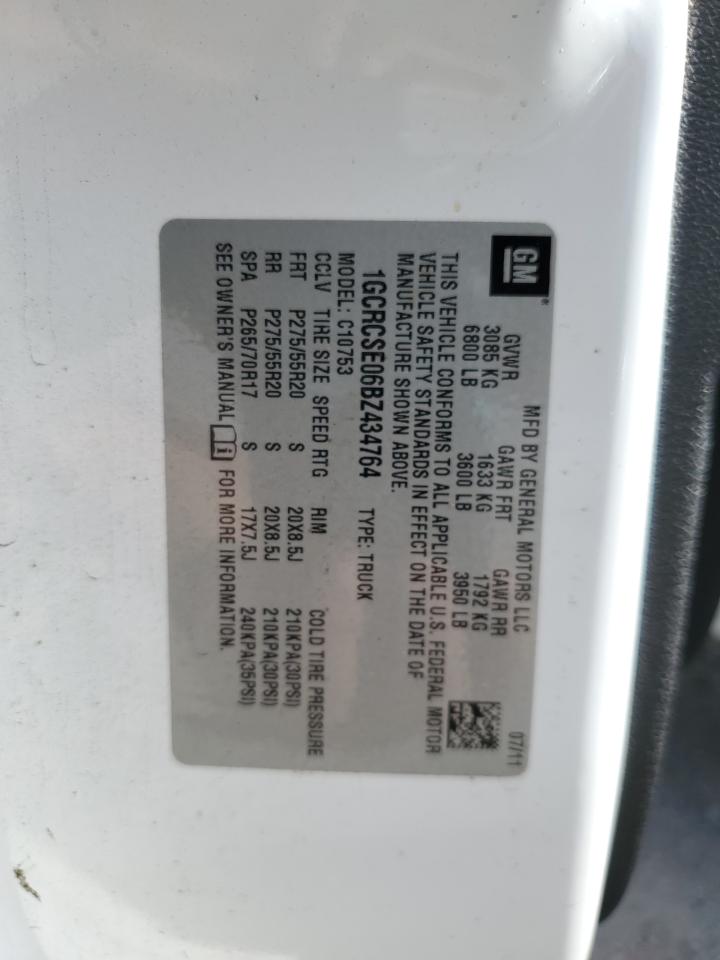 GM
®
MFD BY GENERAL MOTORS LLC 07/11
GVWR GAWR FRT GAWR RR
3085 KG 1633 KG 1792 KG
6800 LB 3600 LB 3950 LB
THIS VEHICLE CONFORMS TO ALL APPLICABLE U.S. FEDERAL MOTOR
VEHICLE SAFETY STANDARDS IN EFFECT ON THE DATE OF
MANUFACTURE SHOWN ABOVE.
1GCRCSE06BZ434764 TYPE: TRUCK
MODEL: C10753
CCLV TIRE SIZE SPEED RTG RIM COLD TIRE PRESSURE
FRT P275/55R20 S 20X8.5J 210KPA(30PSI)
RR P275/55R20 S 20X8.5J 210KPA(30PSI)
SPA P265/70R17 S 17X7.5J 240KPA(35PSI)
SEE OWNER'S MANUAL FOR MORE INFORMATION.